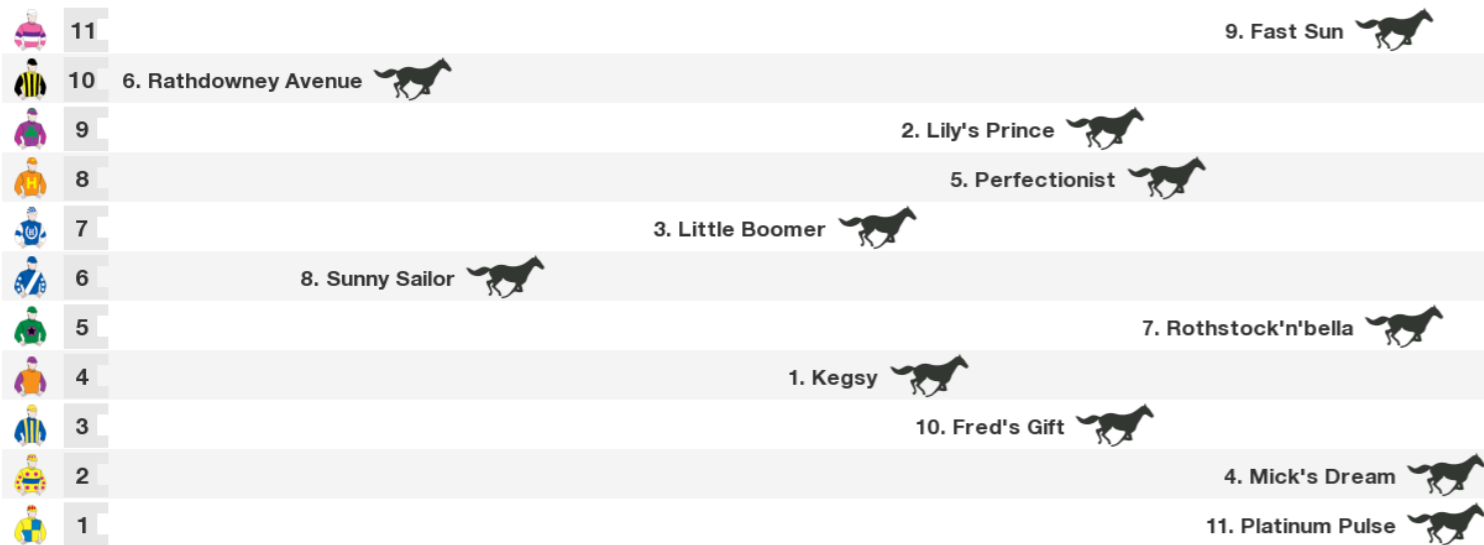 11 9. Fast Sun
10 6. Rathdowney Avenue
9 2. Lily's Prince
8 5. Perfectionist
H
7 3. Little Boomer
6 8. Sunny Sailor
5 7. Rothstock'n'bella
4 1. Kegsy
3 10. Fred's Gift
2 4. Mick's Dream
1 11. Platinum Pulse